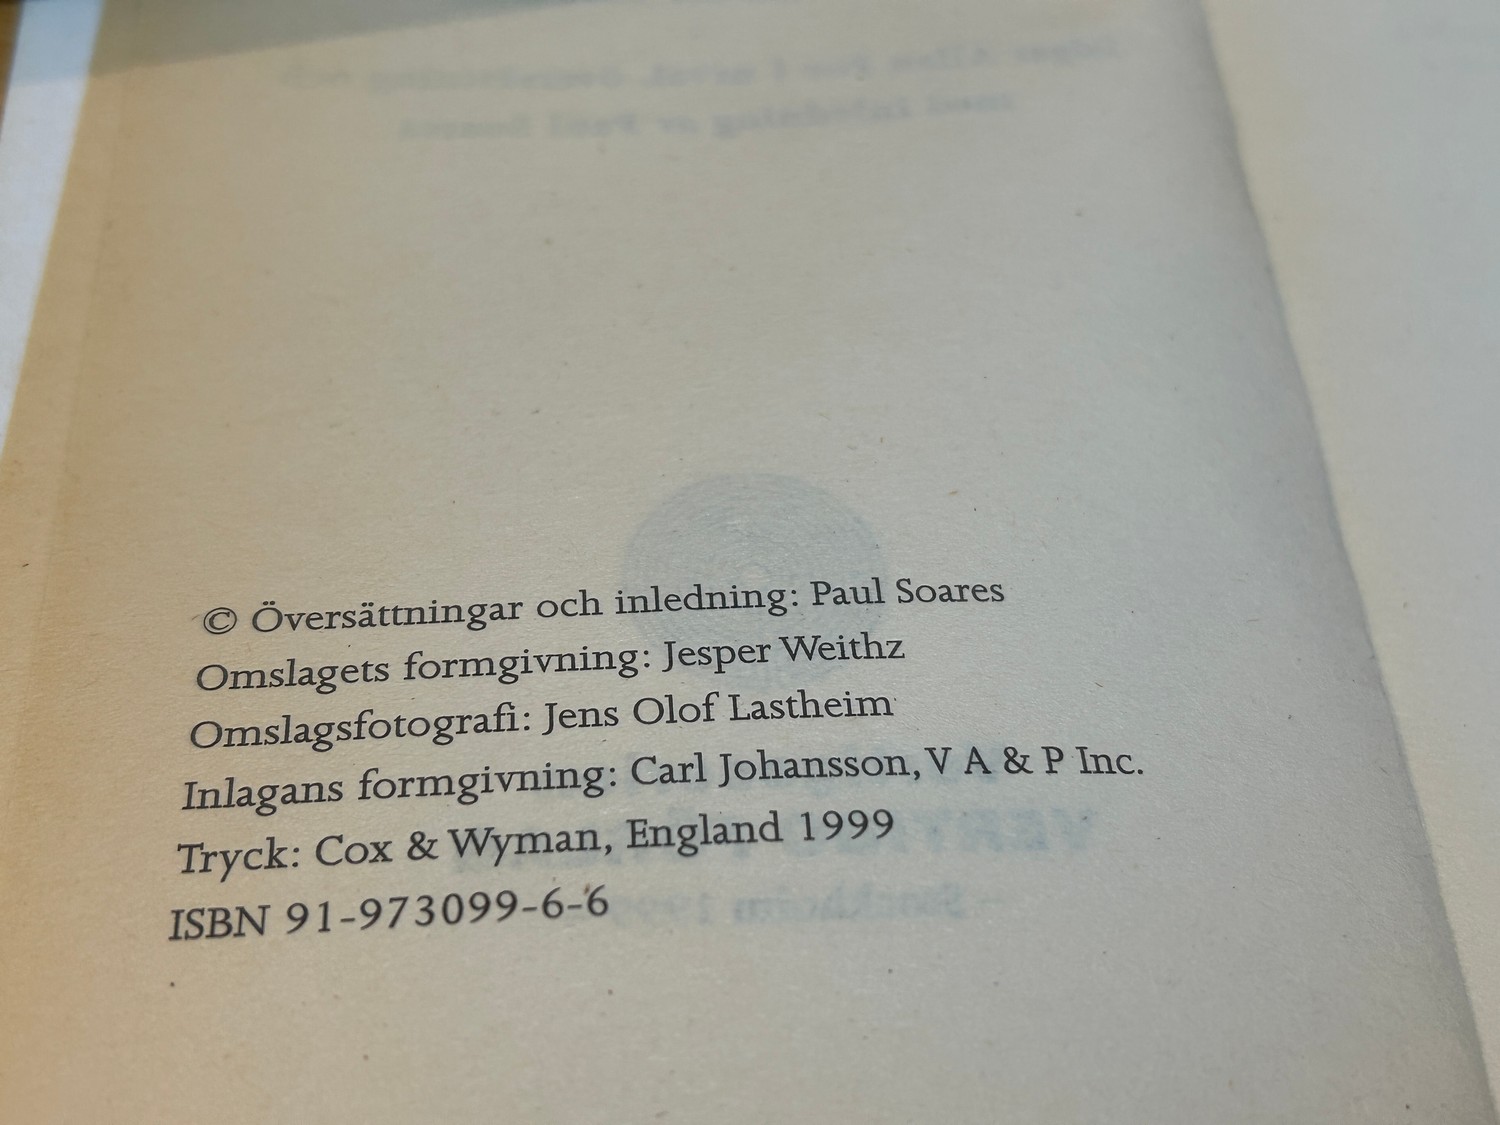 © Översättningar och inledning: Paul Soares
Omslagets formgivning: Jesper Weithz
Omslagsfotografi: Jens Olof Lastheim
Inlagans formgivning: Carl Johansson, V A & P Inc.
Tryck: Cox & Wyman, England 1999
ISBN 91-973099-6-6